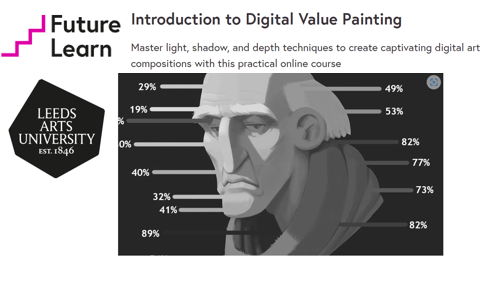 Future
Learn
Introduction to Digital Value Painting
Master light, shadow, and depth techniques to create captivating digital art
compositions with this practical online course
LEEDS
ARTS
UNIVERSITY
EST. 1846
29%
49%
19%
53%
%
0%
82%
77%
40%
73%
32%
41%
82%
89%